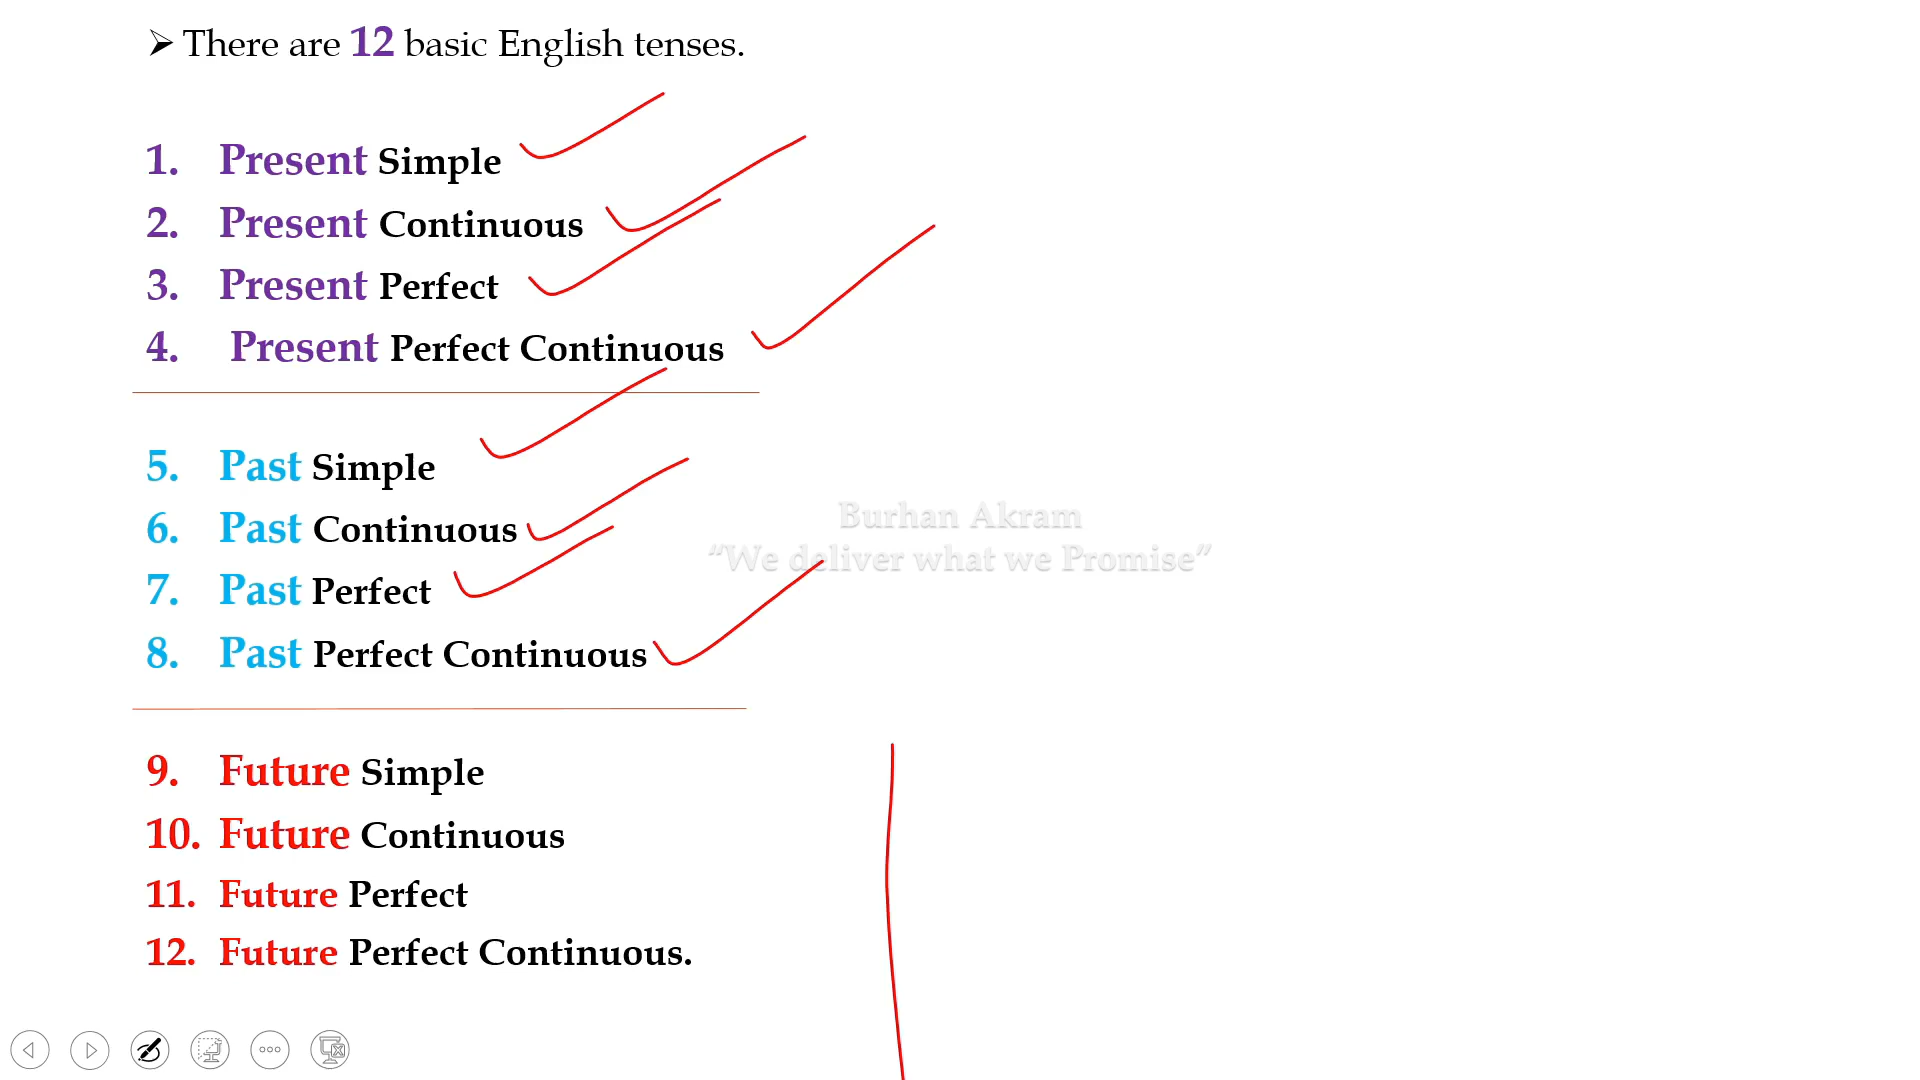 ➢ There are 12 basic English tenses.
1. Present Simple
2. Present Continuous
3. Present Perfect
4. Present Perfect Continuous
5. Past Simple
6. Past Continuous
7. Past Perfect
8. Past Perfect Continuous
Burhan Akram
“We deliver what we Promise”
9. Future Simple
10. Future Continuous
11. Future Perfect
12. Future Perfect Continuous.